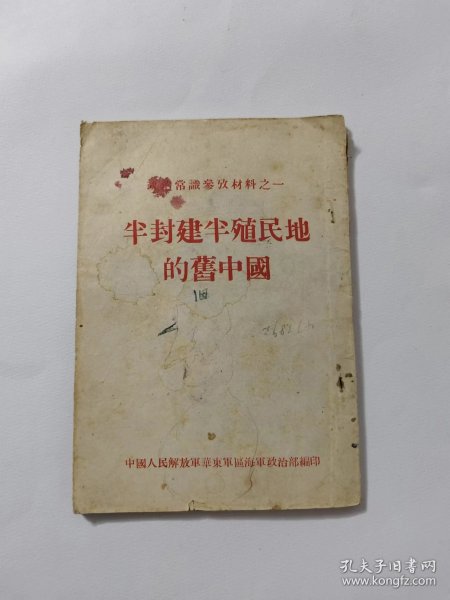 常識參攷材料之一
半封建半殖民地
的舊中國
中國人民解放軍華東軍區海軍政治部編印
孔夫子旧书网
www.kongfz.com